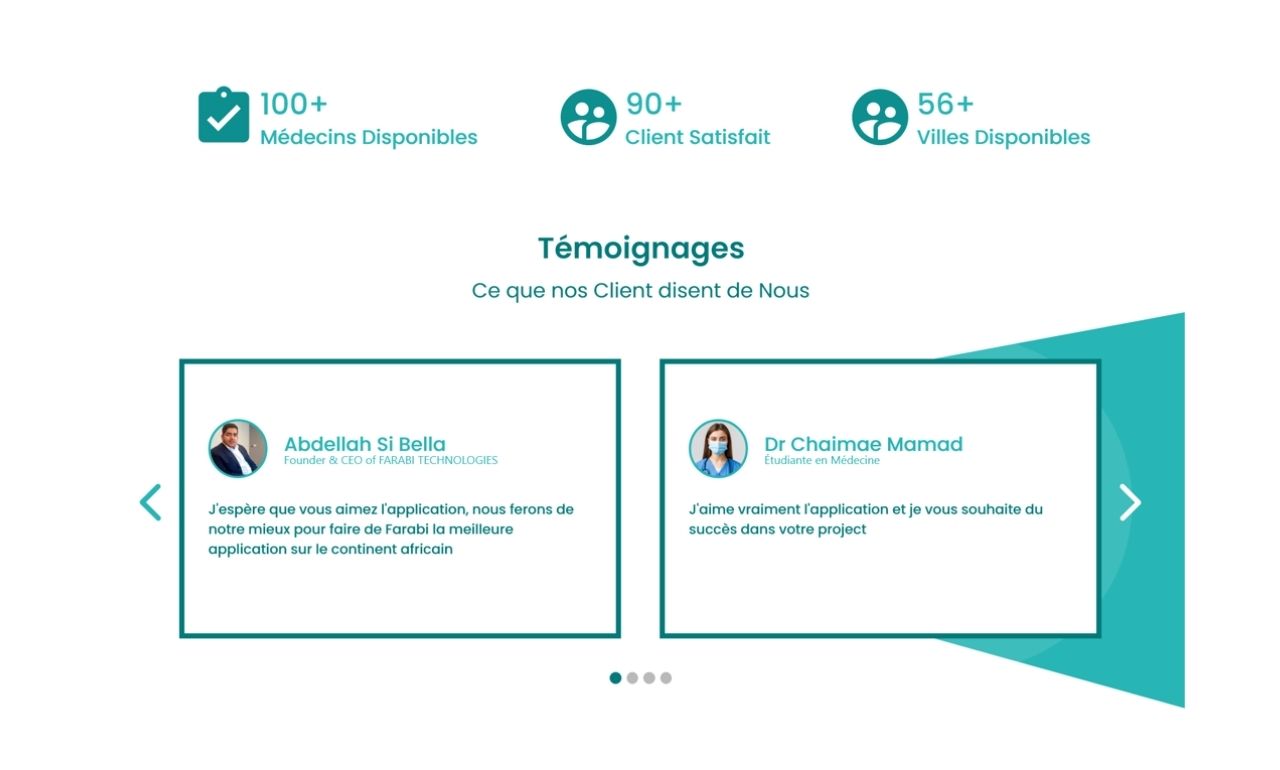 100+
Médecins Disponibles
90+
Client Satisfait
56+
Villes Disponibles
Témoignages
Ce que nos Client disent de Nous
Abdellah Si Bella
Founder & CEO of FARABI TECHNOLOGIES
J'espère que vous aimez l'application, nous ferons de
notre mieux pour faire de Farabi la meilleure
application sur le continent africain
Dr Chaimae Mamad
Étudiante en Médecine
J'aime vraiment l'application et je vous souhaite du
succès dans votre project